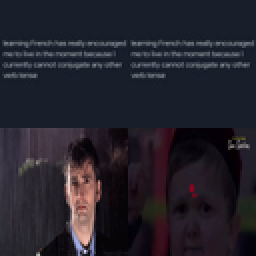 learning French has really encouraged
me to live in the moment because I
currently cannot conjugate any other
verb tense
learning French has really encouraged
me to live in the moment because I
currently cannot conjugate any other
verb tense